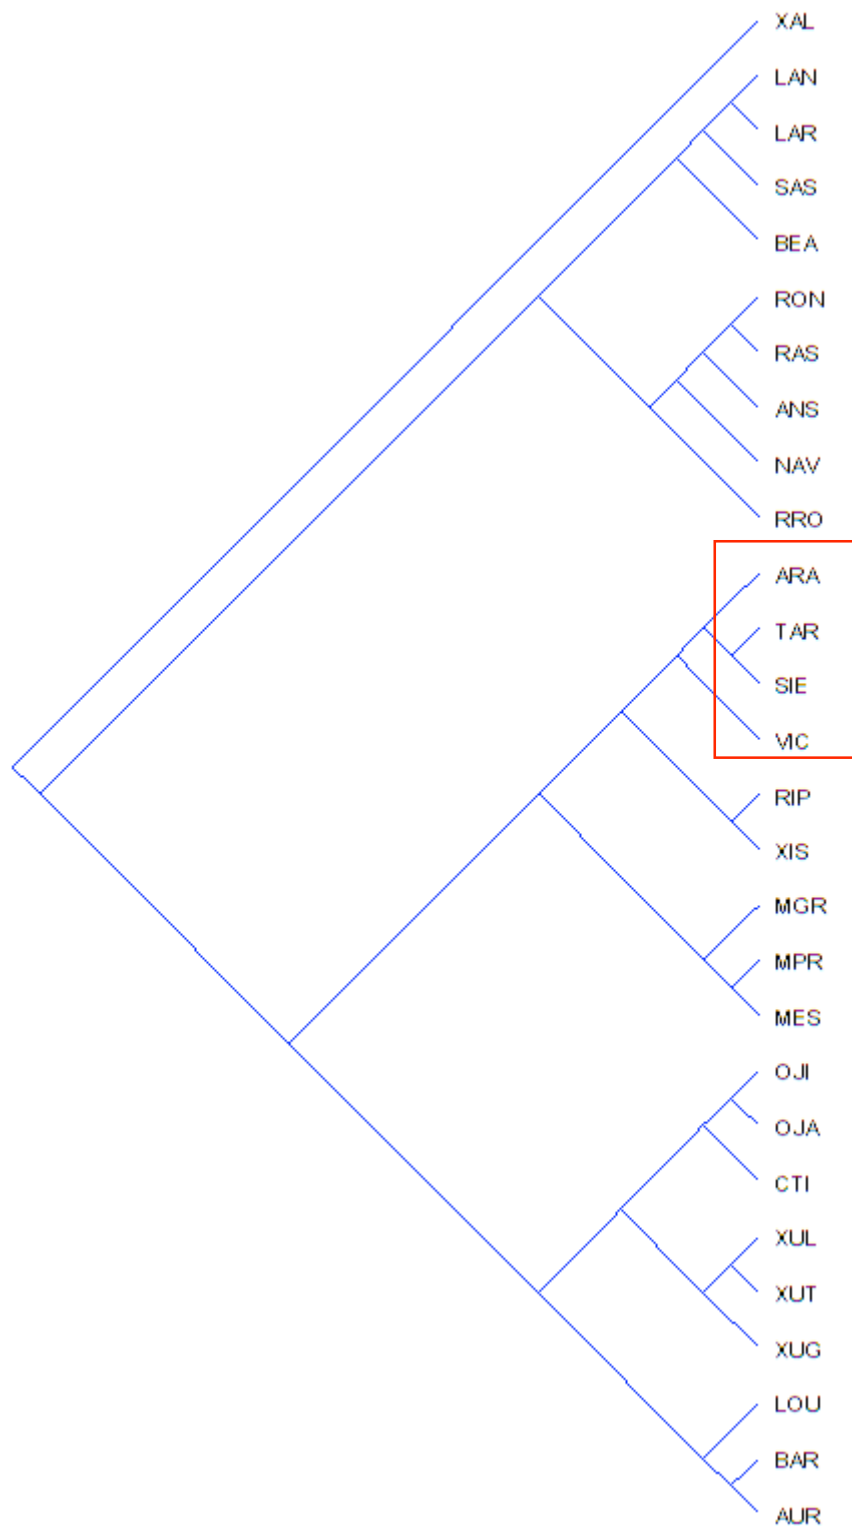 XAL
LAN
LAR
SAS
BEA
RON
RAS
ANS
NAV
RRO
ARA
TAR
SIE
VIC
RIP
XIS
MGR
MPR
MES
OJI
OJA
CTI
XUL
XUT
XUG
LOU
BAR
AUR